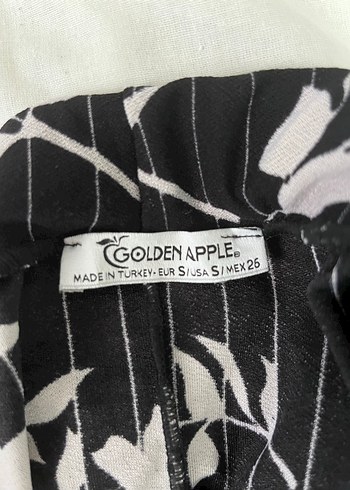 GOLDEN APPLE®
MADE IN TURKEY • EUR S/USA S/MEX 26